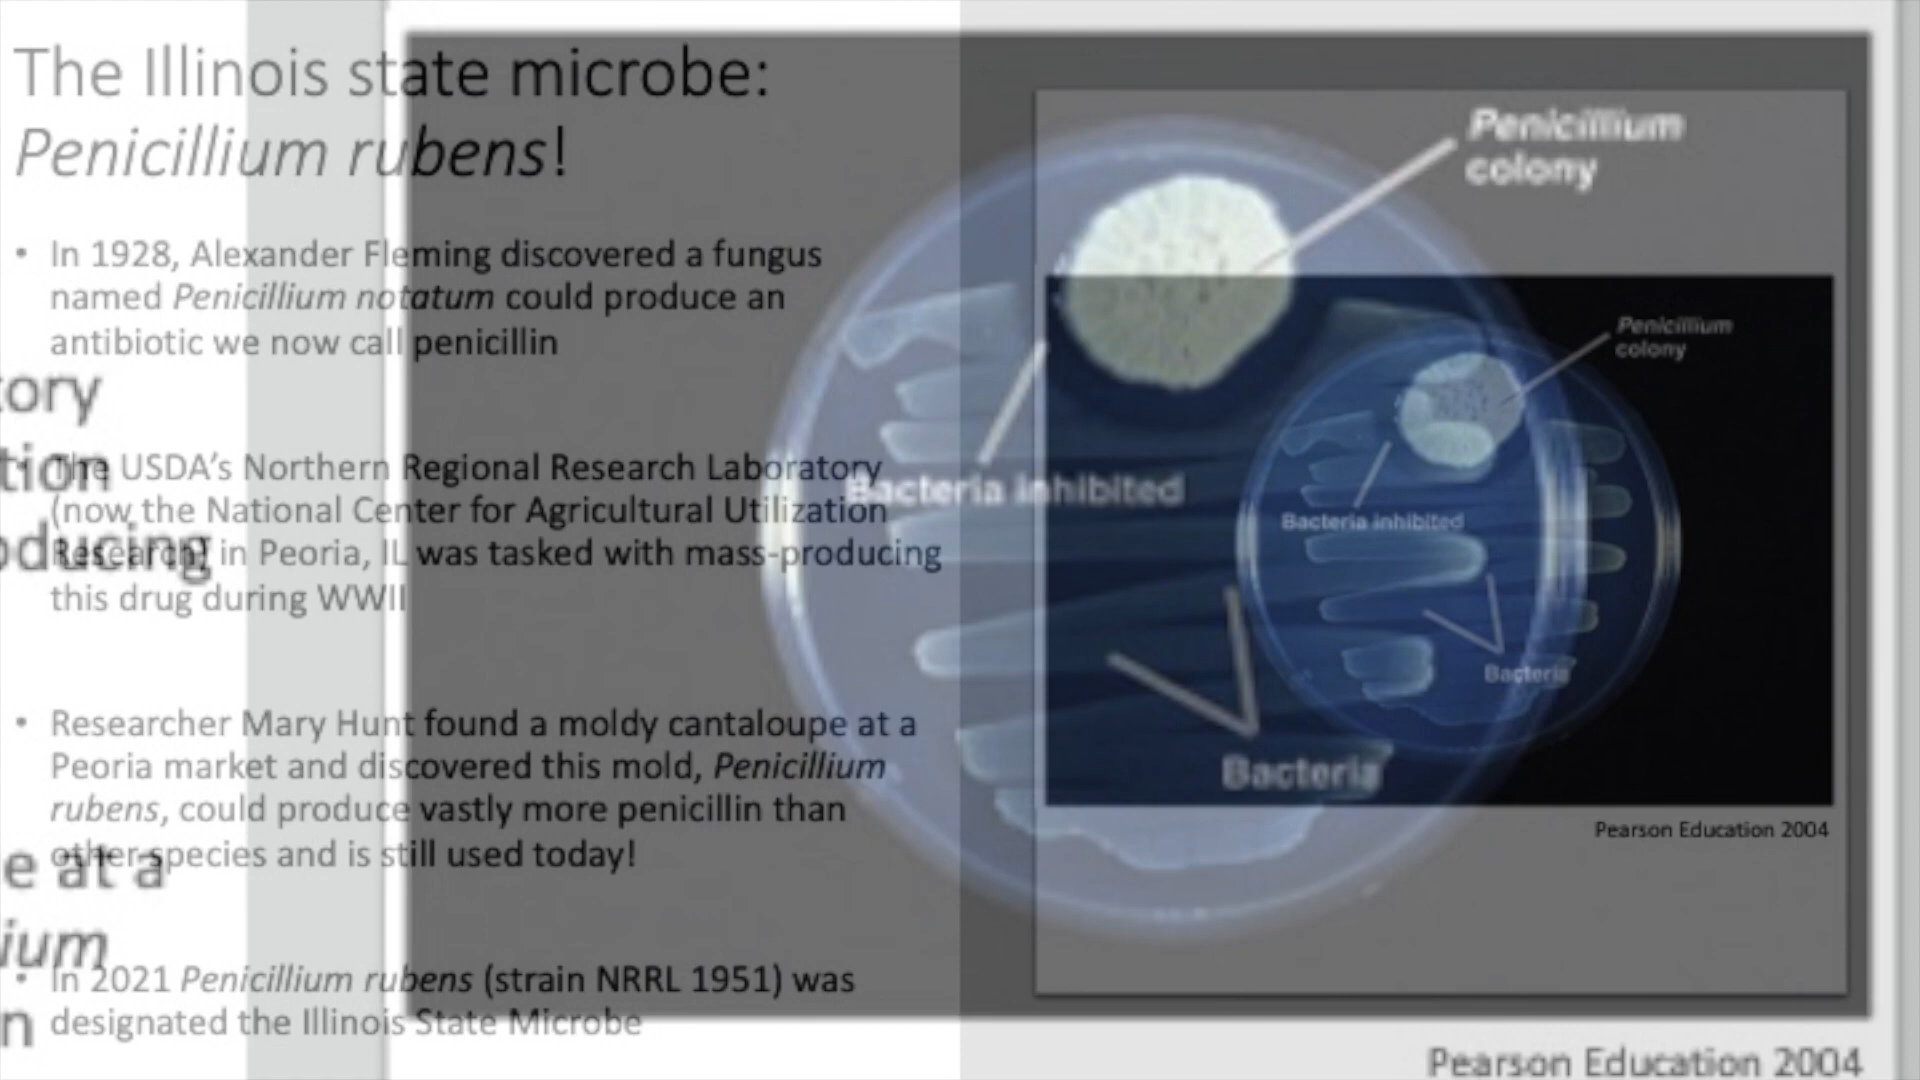 The Illinois state microbe:
Penicillium rubens!
• In 1928, Alexander Fleming discovered a fungus
named Penicillium notatum could produce an
antibiotic we now call penicillin
The USDA’s Northern Regional Research Laboratory
(now the National Center for Agricultural Utilization
Research) in Peoria, IL was tasked with mass-producing
this drug during WWII
• Researcher Mary Hunt found a moldy cantaloupe at a
Peoria market and discovered this mold, Penicillium
rubens, could produce vastly more penicillin than
other species and is still used today!
• In 2021 Penicillium rubens (strain NRRL 1951) was
designated the Illinois State Microbe
tory
tion
oducing
e at a
ium
n
Penicillium
colony
Bacteria inhibited
Bacteria
Penicillium
colony
Bacteria inhibited
Bacteria
Pearson Education 2004
Pearson Education 2004